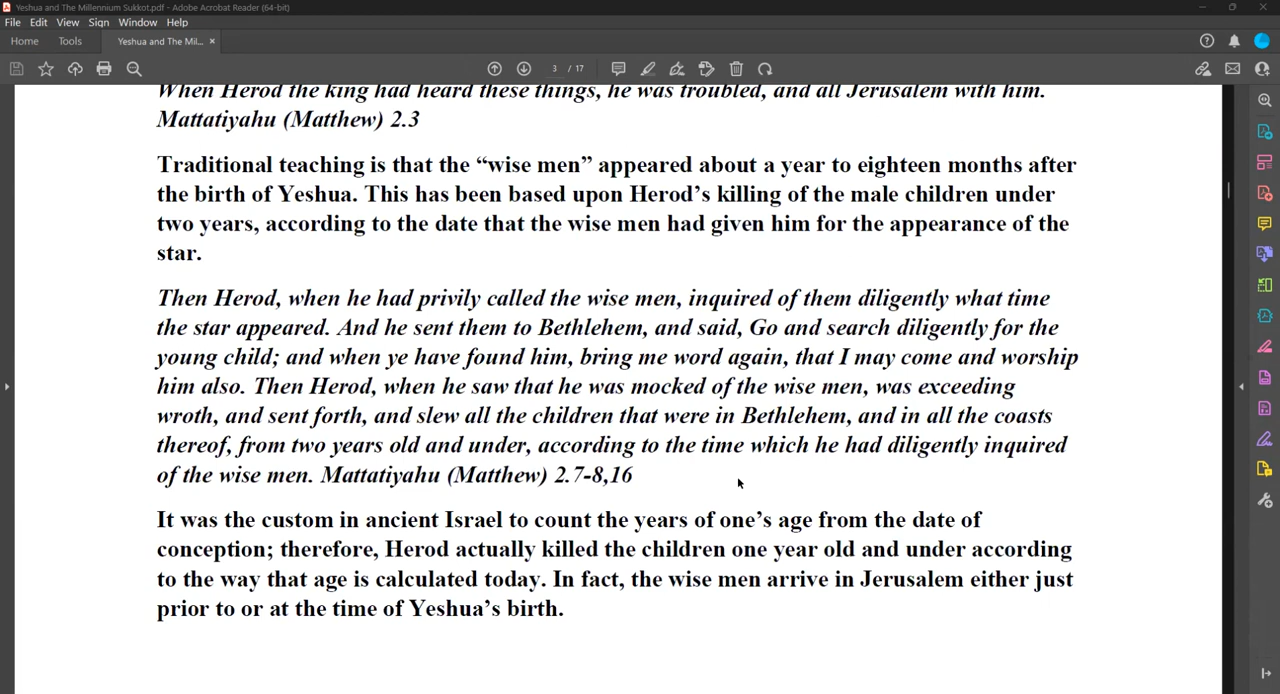 Yeshua and The Millennium Sukkot.pdf - Adobe Acrobat Reader (64-bit)
File Edit View Sign Window Help
Home Tools Yeshua and The Mil... ×
3 / 17
When Herod the king had heard these things, he was troubled, and all Jerusalem with him.
Mattatiyahu (Matthew) 2.3
Traditional teaching is that the “wise men” appeared about a year to eighteen months after
the birth of Yeshua. This has been based upon Herod’s killing of the male children under
two years, according to the date that the wise men had given him for the appearance of the
star.
Then Herod, when he had privily called the wise men, inquired of them diligently what time
the star appeared. And he sent them to Bethlehem, and said, Go and search diligently for the
young child; and when ye have found him, bring me word again, that I may come and worship
him also. Then Herod, when he saw that he was mocked of the wise men, was exceeding
wroth, and sent forth, and slew all the children that were in Bethlehem, and in all the coasts
thereof, from two years old and under, according to the time which he had diligently inquired
of the wise men. Mattatiyahu (Matthew) 2.7-8,16
It was the custom in ancient Israel to count the years of one’s age from the date of
conception; therefore, Herod actually killed the children one year old and under according
to the way that age is calculated today. In fact, the wise men arrive in Jerusalem either just
prior to or at the time of Yeshua’s birth.